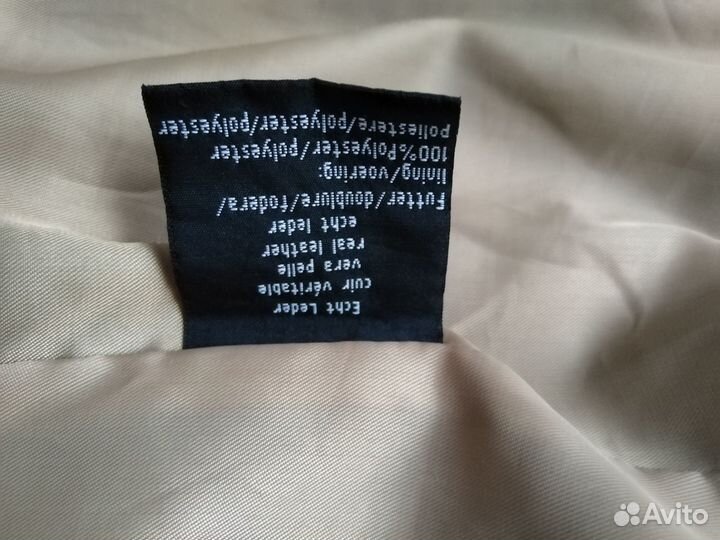 Echt Leder
cuir véritable
vera pelle
real leather
echt leder
Futter/doublure/fodera/
lining/voering:
100%Polyester/polyester
poliestere/polyester/polyester
Avito